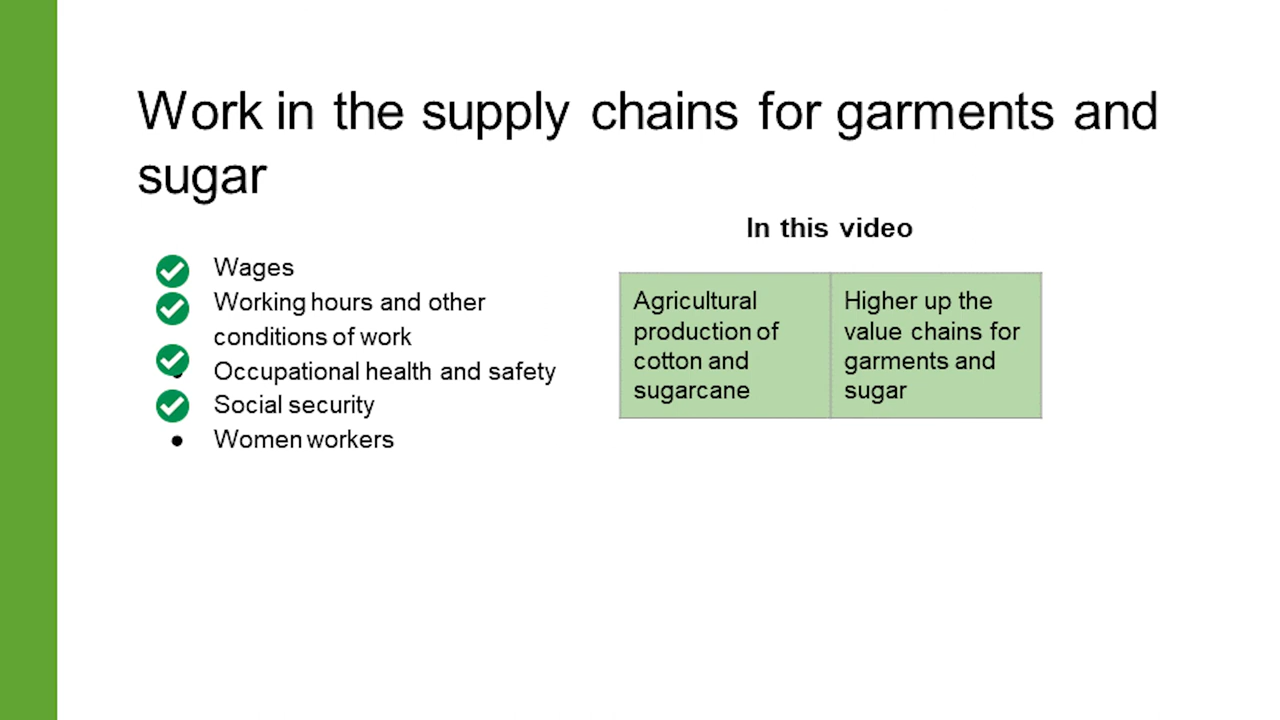 Work in the supply chains for garments and
sugar
In this video
Wages
Working hours and other
conditions of work
Occupational health and safety
Social security
Women workers
Agricultural
production of
cotton and
sugarcane
Higher up the
value chains for
garments and
sugar